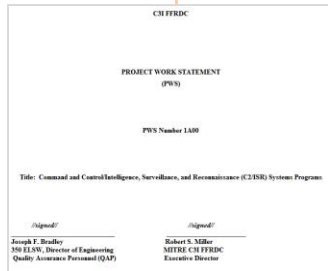 C3I FFRDC
PROJECT WORK STATEMENT
(PWS)
PWS Number 1A00
Title: Command and Control/Intelligence, Surveillance, and Reconnaissance (C2/ISR) Systems Programs
//signed//
//signed//
Joseph F. Bradley
Robert S. Miller
350 ELSW, Director of Engineering
MITRE C3I FFRDC
Quality Assurance Personnel (QAP)
Executive Director